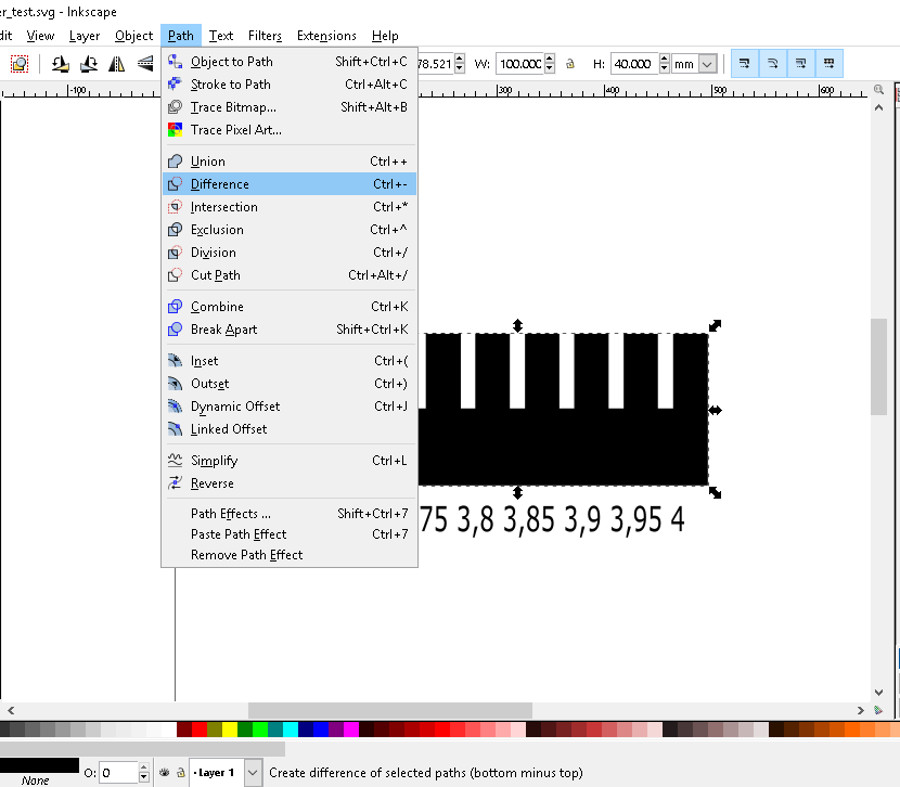 er_test.svg - Inkscape
dit View Layer Object Path Text Filters Extensions Help
78.521 W: 100.000 H: 40.000 mm
-100 300 400 500 600
Object to Path Shift+Ctrl+C
Stroke to Path Ctrl+Alt+C
Trace Bitmap... Shift+Alt+B
Trace Pixel Art...
Union Ctrl++
Difference Ctrl+-
Intersection Ctrl+*
Exclusion Ctrl+^
Division Ctrl+/
Cut Path Ctrl+Alt+/
Combine Ctrl+K
Break Apart Shift+Ctrl+K
Inset Ctrl+(
Outset Ctrl+)
Dynamic Offset Ctrl+J
Linked Offset
Simplify Ctrl+L
Reverse
Path Effects ... Shift+Ctrl+7
Paste Path Effect Ctrl+7
Remove Path Effect
75 3,8 3,85 3,9 3,95 4
None O: 0 Layer 1 Create difference of selected paths (bottom minus top)